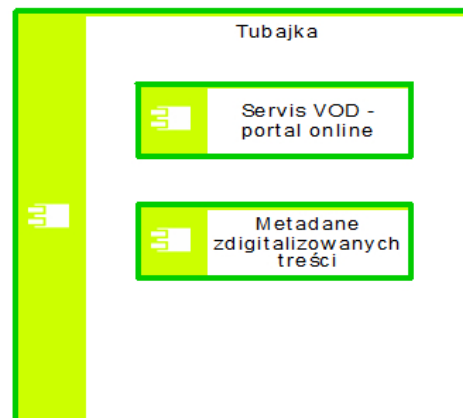 Tubajka
Servis VOD -
portal online
Metadane
zdigitalizowanych
treści